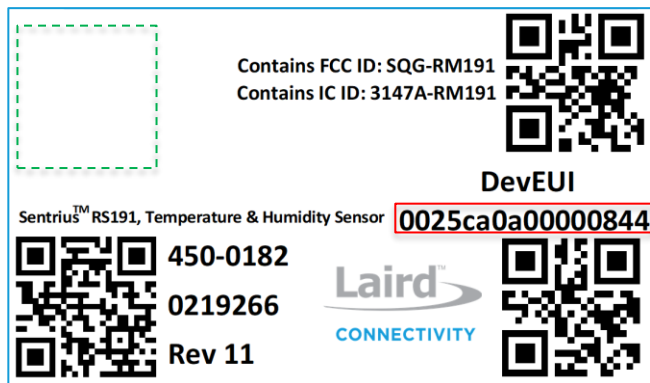 Contains FCC ID: SQG-RM191
Contains IC ID: 3147A-RM191
DevEUI
Sentrius™ RS191, Temperature & Humidity Sensor
0025ca0a00000844
450-0182
0219266
Rev 11
Laird™
CONNECTIVITY